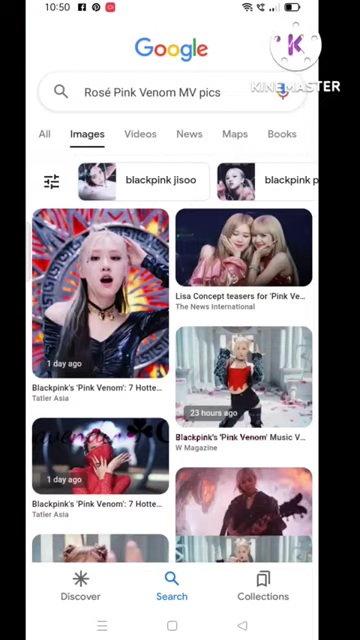 10:50
Google
K
KINEMASTER
Rosé Pink Venom MV pics
All Images Videos News Maps Books
blackpink jisoo
blackpink p
1 day ago
Blackpink's 'Pink Venom': 7 Hotte...
Tatler Asia
Lisa Concept teasers for 'Pink Ve...
The News International
23 hours ago
Blackpink's 'Pink Venom' Music V...
W Magazine
1 day ago
Blackpink's 'Pink Venom': 7 Hotte...
Tatler Asia
Discover Search Collections